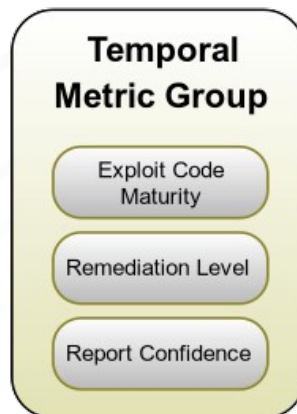 Temporal
Metric Group
Exploit Code
Maturity
Remediation Level
Report Confidence